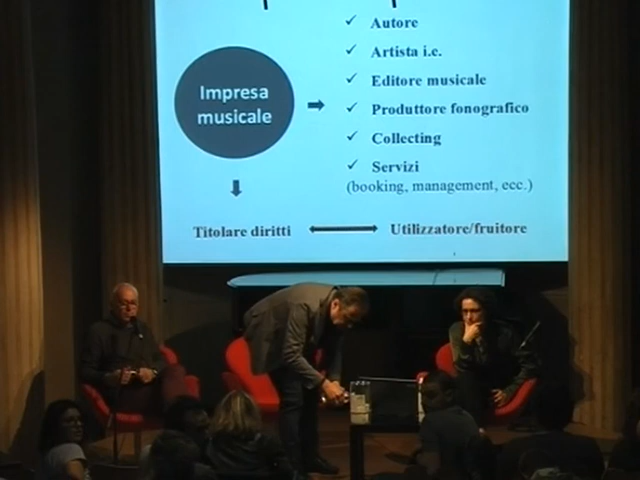 Autore
Artista i.e.
Impresa
musicale
Editore musicale
Produttore fonografico
Collecting
Servizi
(booking, management, ecc.)
Titolare diritti
Utilizzatore/fruitore